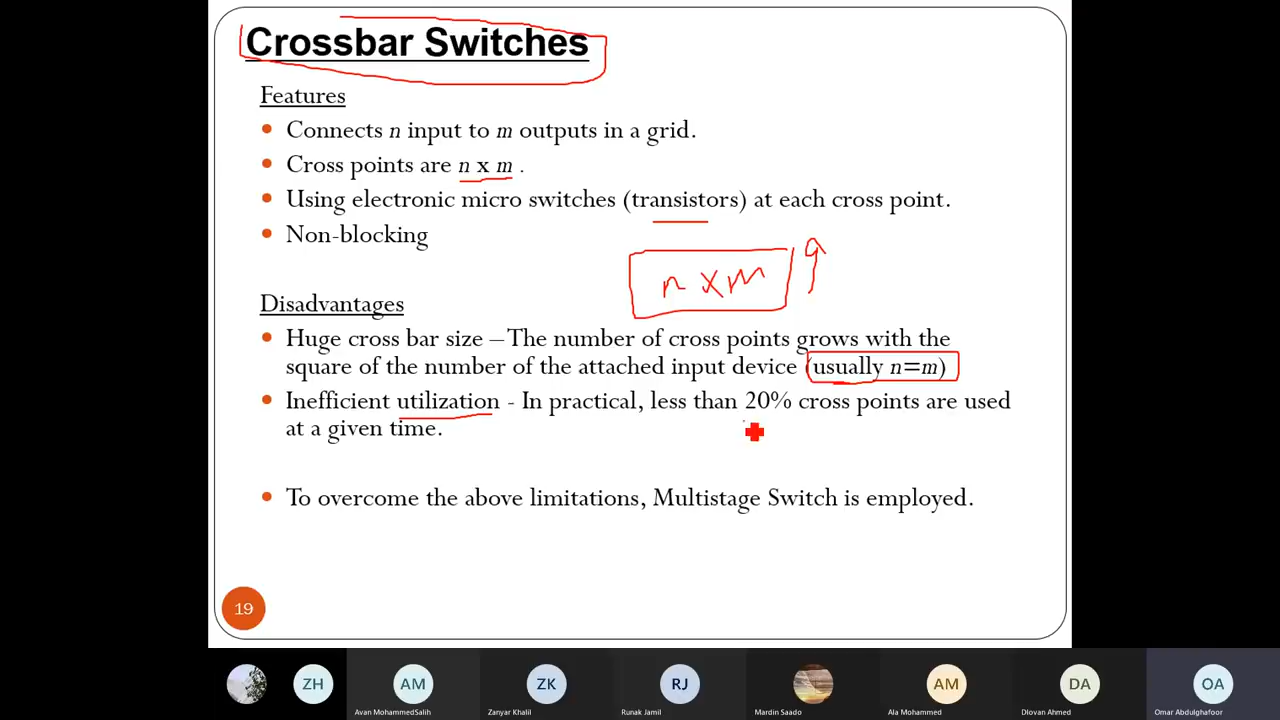 Crossbar Switches
Features
• Connects n input to m outputs in a grid.
• Cross points are n x m .
• Using electronic micro switches (transistors) at each cross point.
• Non-blocking
n x m
Disadvantages
• Huge cross bar size – The number of cross points grows with the
square of the number of the attached input device (usually n=m)
• Inefficient utilization - In practical, less than 20% cross points are used
at a given time.
• To overcome the above limitations, Multistage Switch is employed.
19
ZH AM ZK RJ AM DA OA
Avan MohammedSalih Zanyar Khalil Runak Jamil Mardin Saado Ala Mohammed Dlovan Ahmed Omar Abdulghafoor